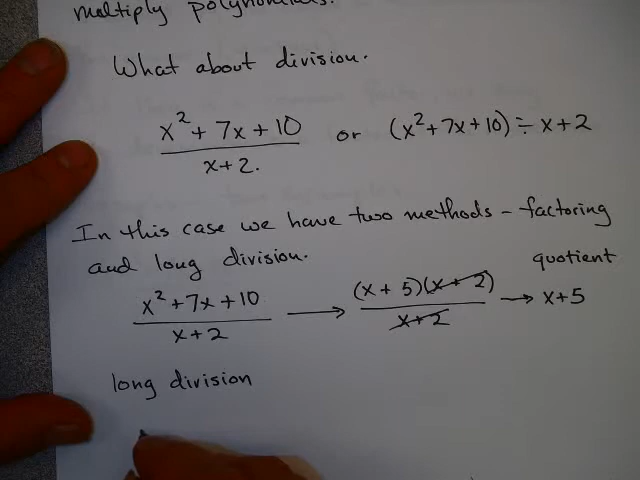 multiply polynomials.
What about division.
x² + 7x + 10 / x + 2. or (x² + 7x + 10) ÷ x + 2
In this case we have two methods – factoring
and long division.
quotient
x² + 7x + 10 / x + 2 → (x + 5)(x + 2) / x + 2 → x + 5
long division